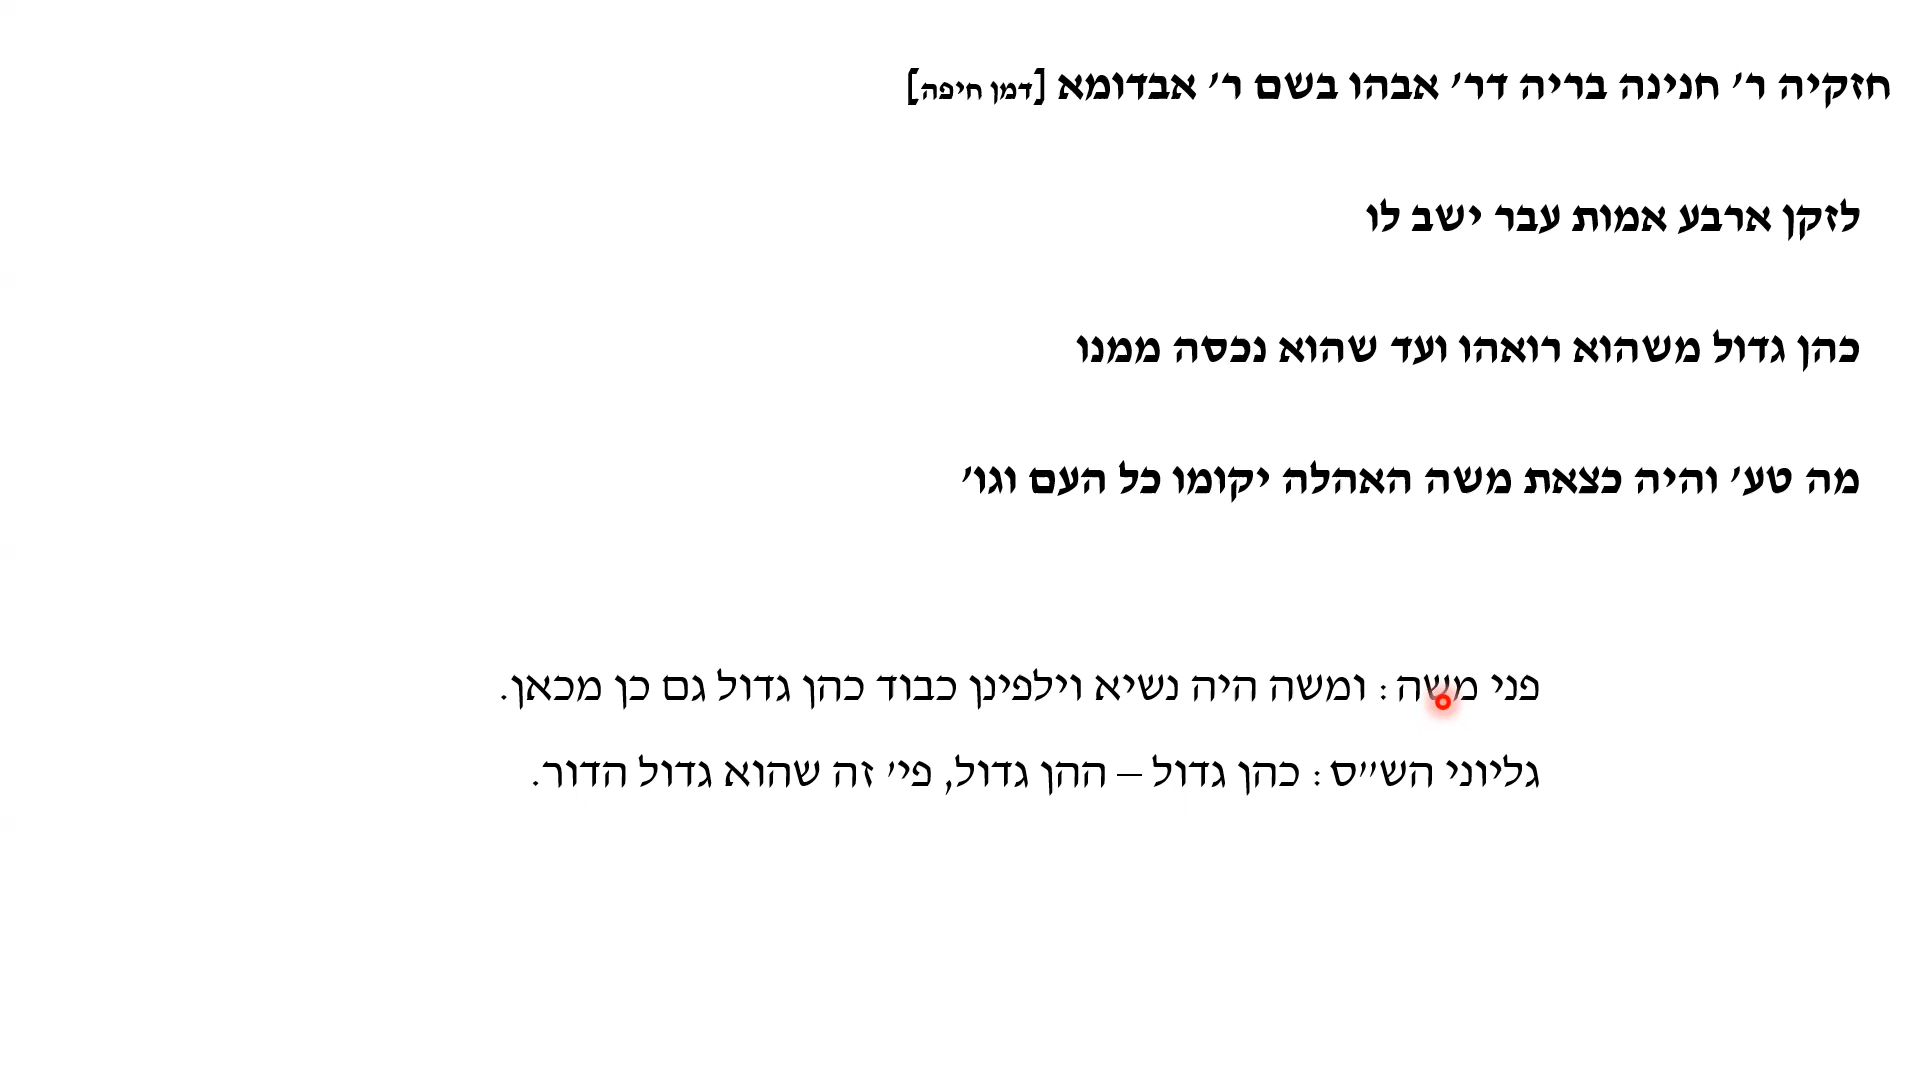 חזקיה ר׳ חנינה בריה דר׳ אבהו בשם ר׳ אבדומא [דמן חיפה]
לזקן ארבע אמות עבר ישב לו
כהן גדול משהוא רואהו ועד שהוא נכסה ממנו
מה טע׳ והיה כצאת משה האהלה יקומו כל העם וגו׳
פני משה: ומשה היה נשיא וילפינן כבוד כהן גדול גם כן מכאן.
גליוני הש״ס: כהן גדול – ההן גדול, פי׳ זה שהוא גדול הדור.